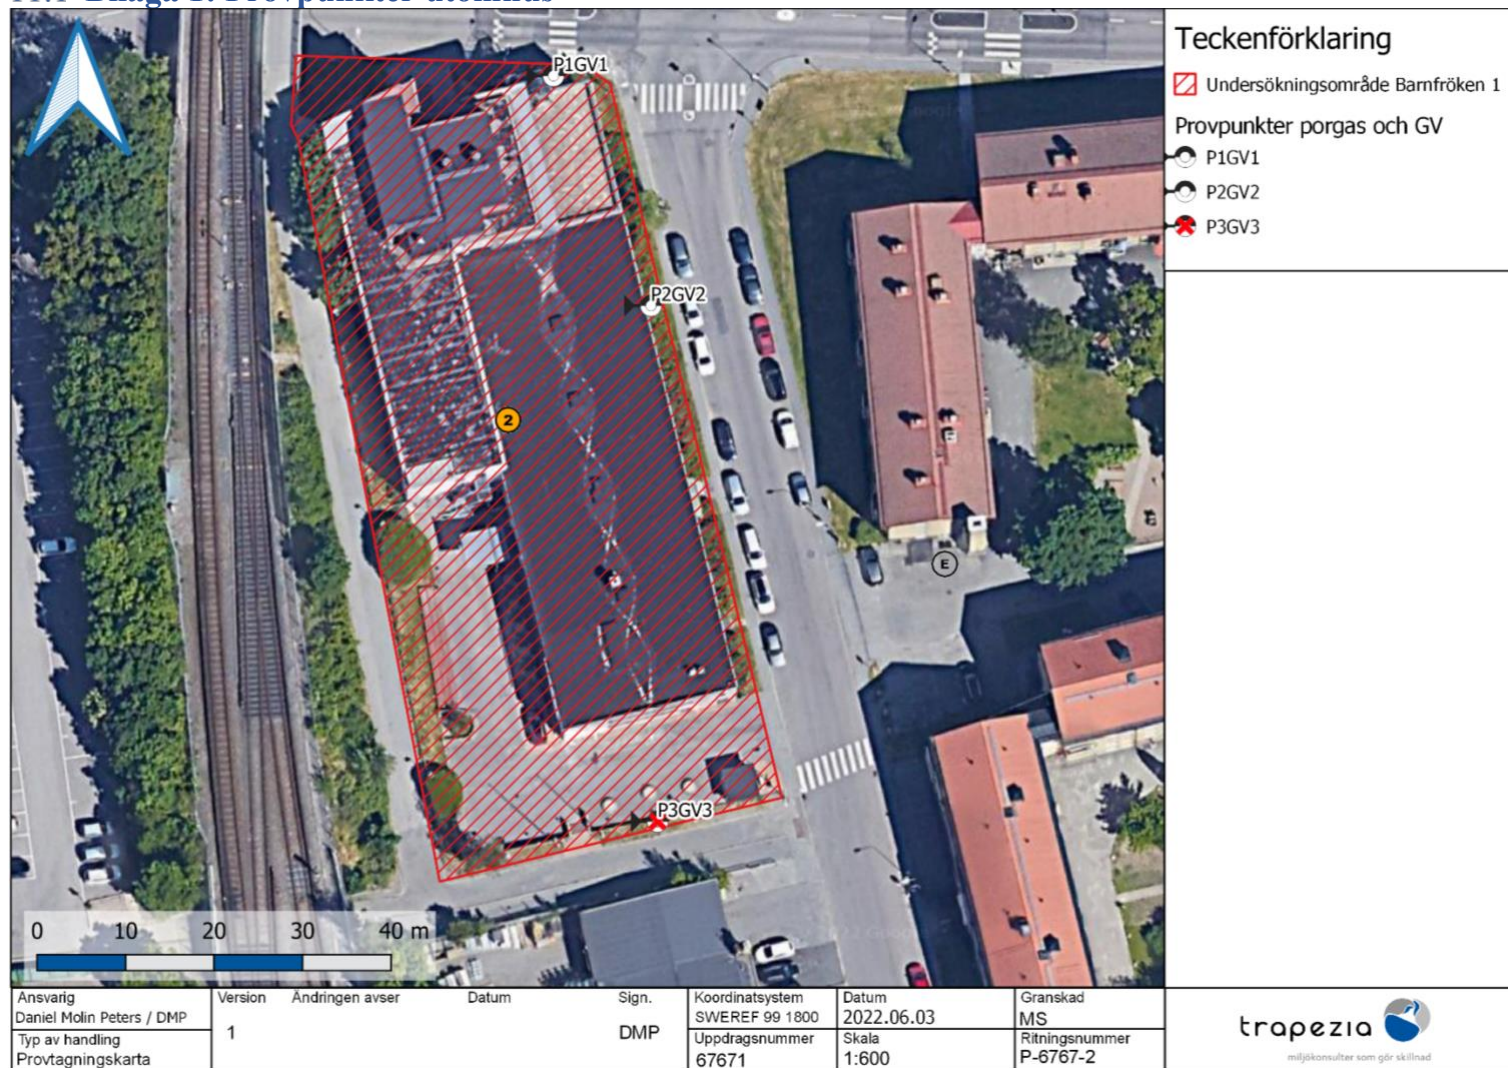 Teckenförklaring
Undersökningsområde Barnfröken 1
Provpunkter porgas och GV
P1GV1
P2GV2
P3GV3
P1GV1
P2GV2
2
E
P3GV3
0 10 20 30 40 m
Ansvarig
Daniel Molin Peters / DMP
Typ av handling
Provtagningskarta
Version Ändringen avser Datum Sign.
1 DMP
Koordinatsystem
SWEREF 99 1800
Uppdragsnummer
67671
Datum
2022.06.03
Skala
1:600
Granskad
MS
Ritningsnummer
P-6767-2
trapezia
miljökonsulter som gör skillnad